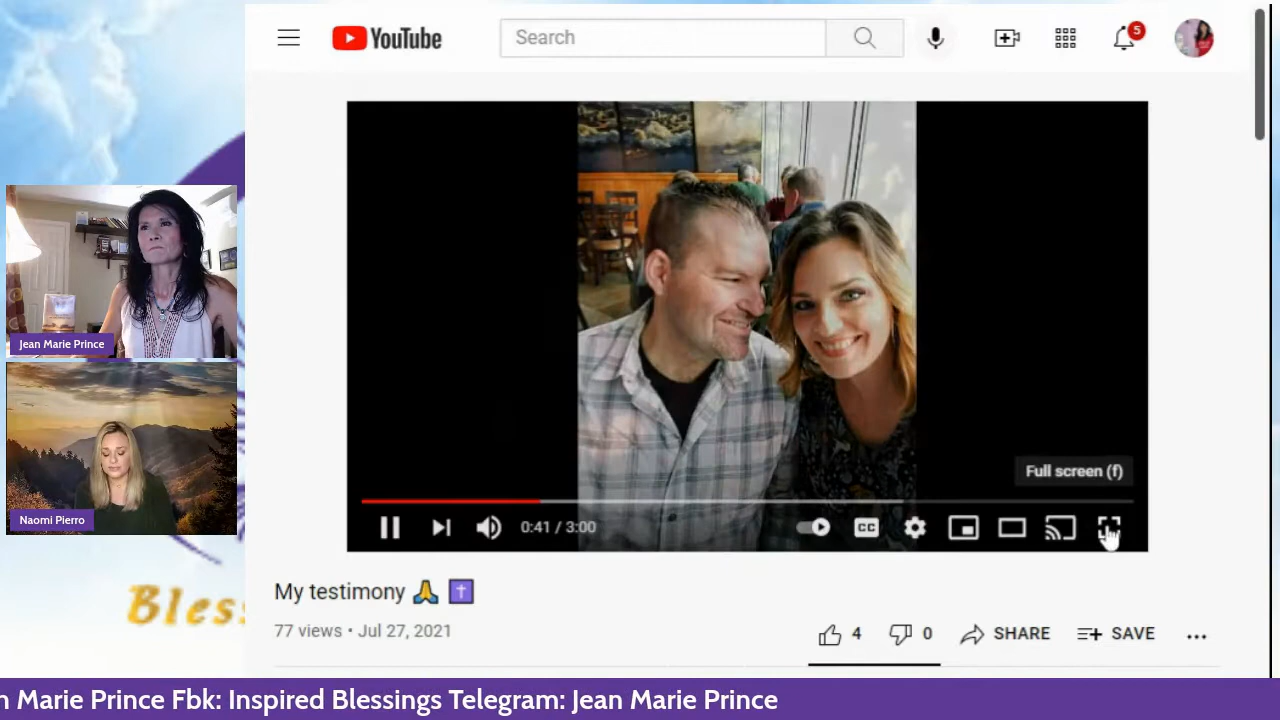 YouTube
Search
5
Jean Marie Prince
Naomi Pierro
Full screen (f)
0:41 / 3:00
CC
My testimony 🙏 ✝️
77 views • Jul 27, 2021
4
0
SHARE
SAVE
...
Bless
n Marie Prince Fbk: Inspired Blessings Telegram: Jean Marie Prince